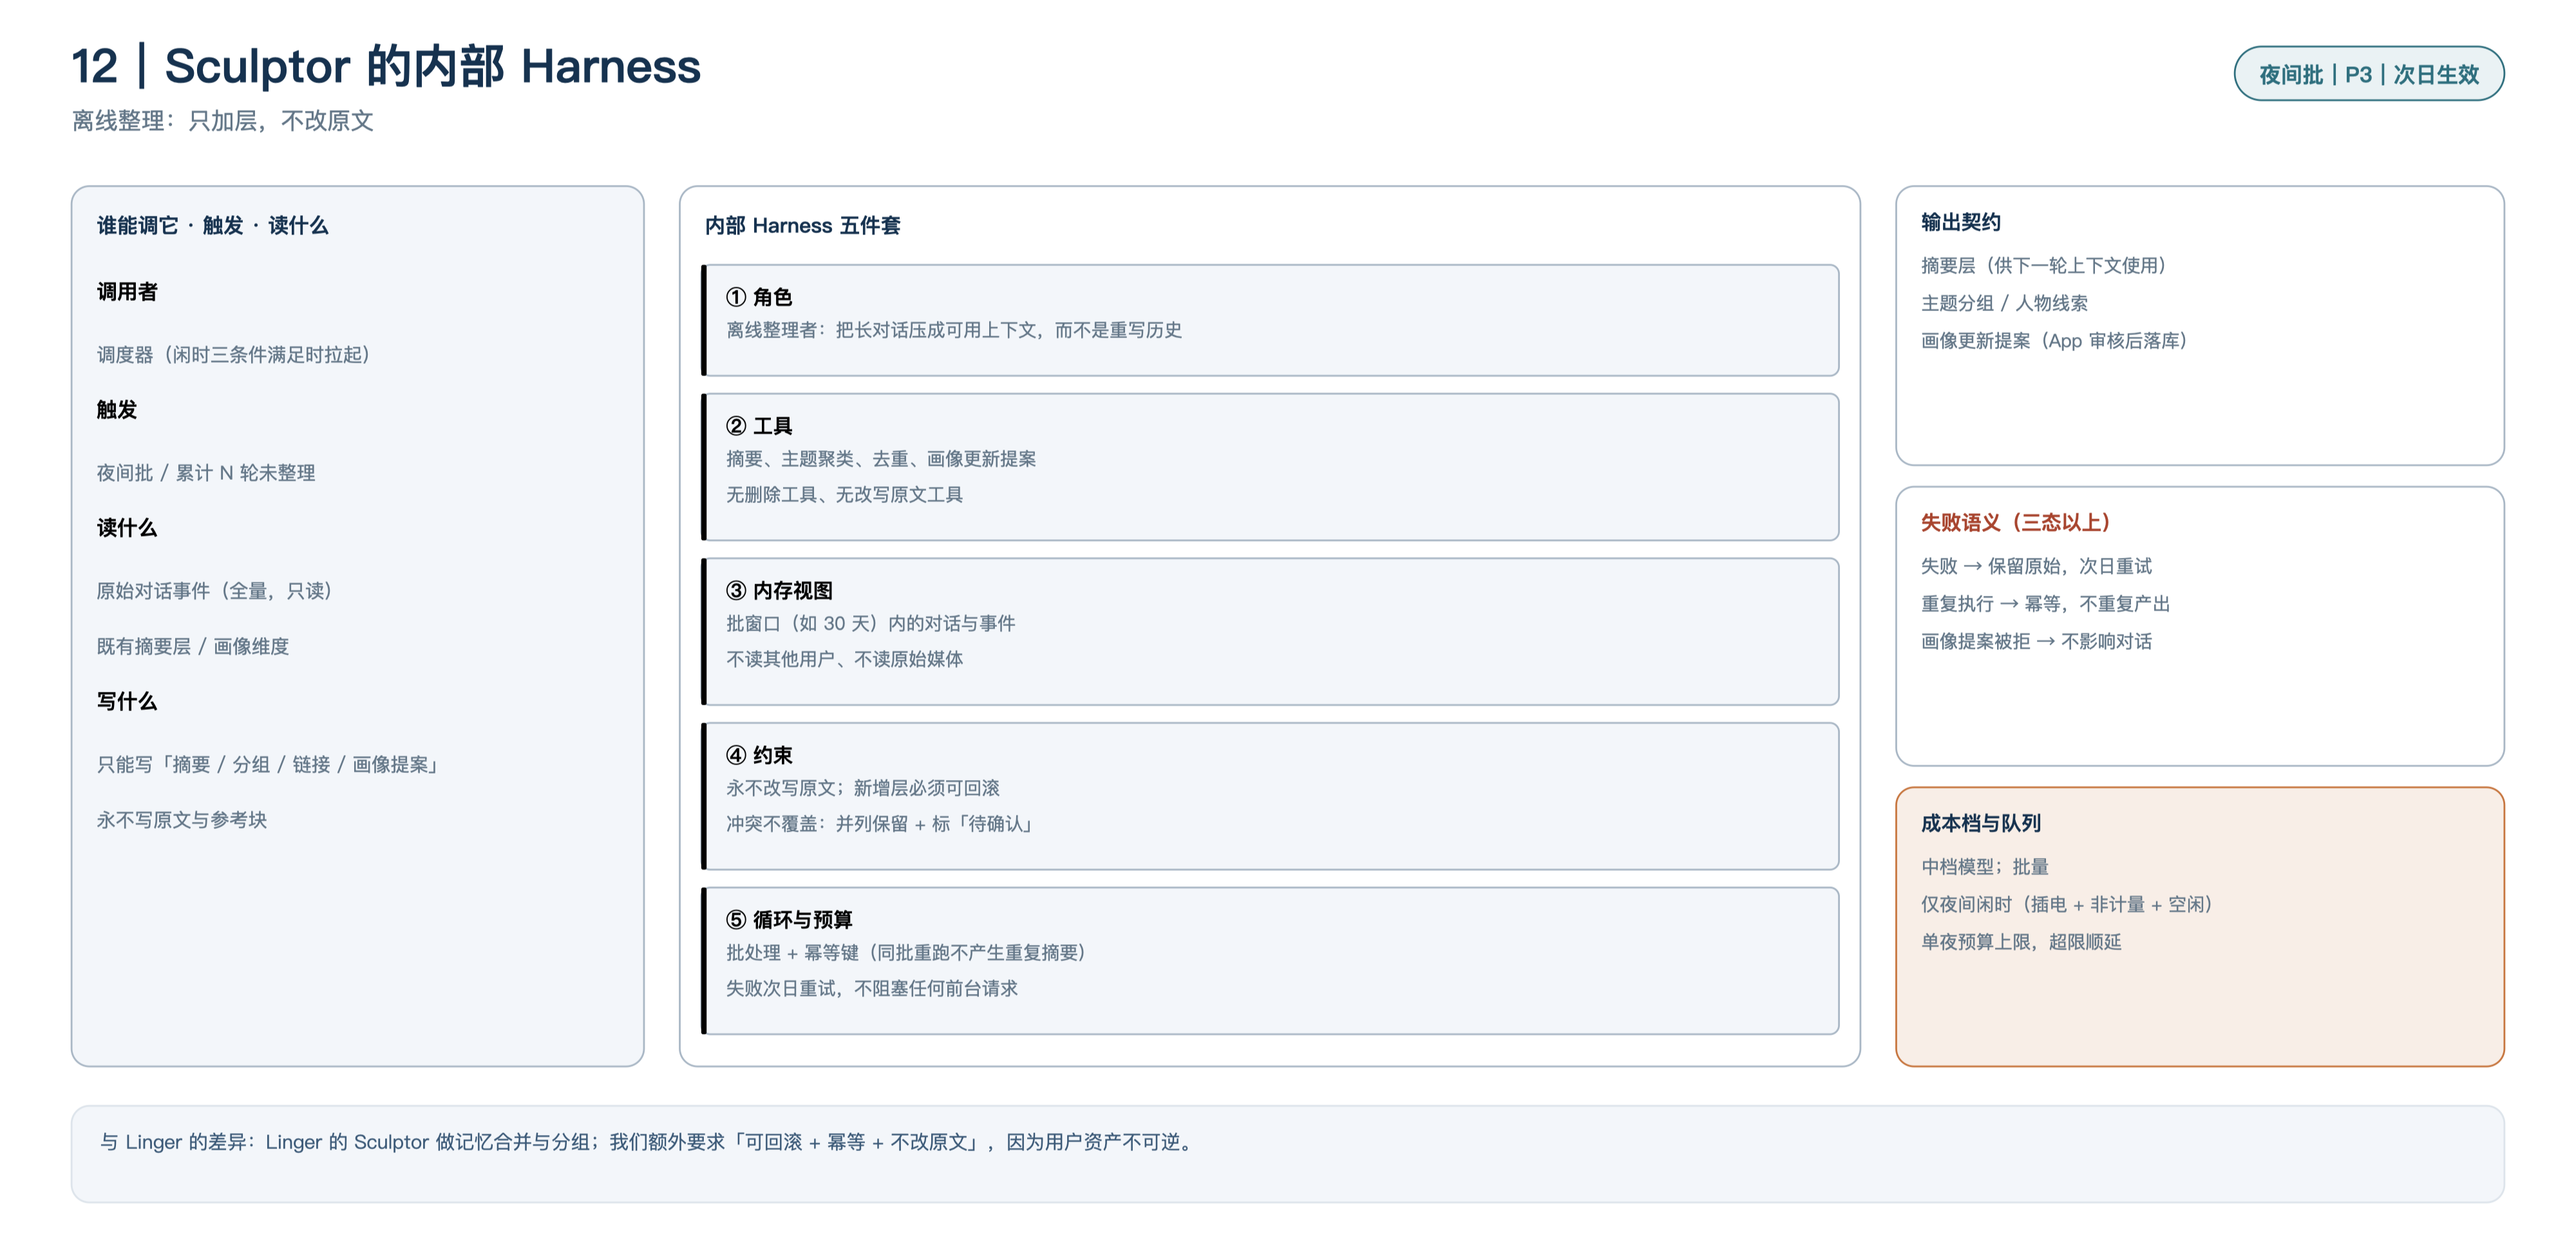 12｜Sculptor 的内部 Harness
离线整理：只加层，不改原文
夜间批｜P3｜次日生效
谁能调它 · 触发 · 读什么
调用者
调度器（闲时三条件满足时拉起）
触发
夜间批 / 累计 N 轮未整理
读什么
原始对话事件（全量，只读）
既有摘要层 / 画像维度
写什么
只能写「摘要 / 分组 / 链接 / 画像提案」
永不写原文与参考块
内部 Harness 五件套
① 角色
离线整理者：把长对话压成可用上下文，而不是重写历史
② 工具
摘要、主题聚类、去重、画像更新提案
无删除工具、无改写原文工具
③ 内存视图
批窗口（如 30 天）内的对话与事件
不读其他用户、不读原始媒体
④ 约束
永不改写原文；新增层必须可回滚
冲突不覆盖：并列保留 + 标「待确认」
⑤ 循环与预算
批处理 + 幂等键（同批重跑不产生重复摘要）
失败次日重试，不阻塞任何前台请求
输出契约
摘要层（供下一轮上下文使用）
主题分组 / 人物线索
画像更新提案（App 审核后落库）
失败语义（三态以上）
失败 → 保留原始，次日重试
重复执行 → 幂等，不重复产出
画像提案被拒 → 不影响对话
成本档与队列
中档模型；批量
仅夜间闲时（插电 + 非计量 + 空闲）
单夜预算上限，超限顺延
与 Linger 的差异：Linger 的 Sculptor 做记忆合并与分组；我们额外要求「可回滚 + 幂等 + 不改原文」，因为用户资产不可逆。